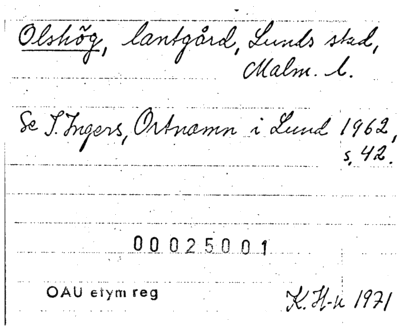 Olshög, lantgård, Lunds stad,
Malm. l.
Se I. Ingers, Ortnamn i Lund 1962,
s. 42.
00025001
OAU etym reg
K. H-n 1971